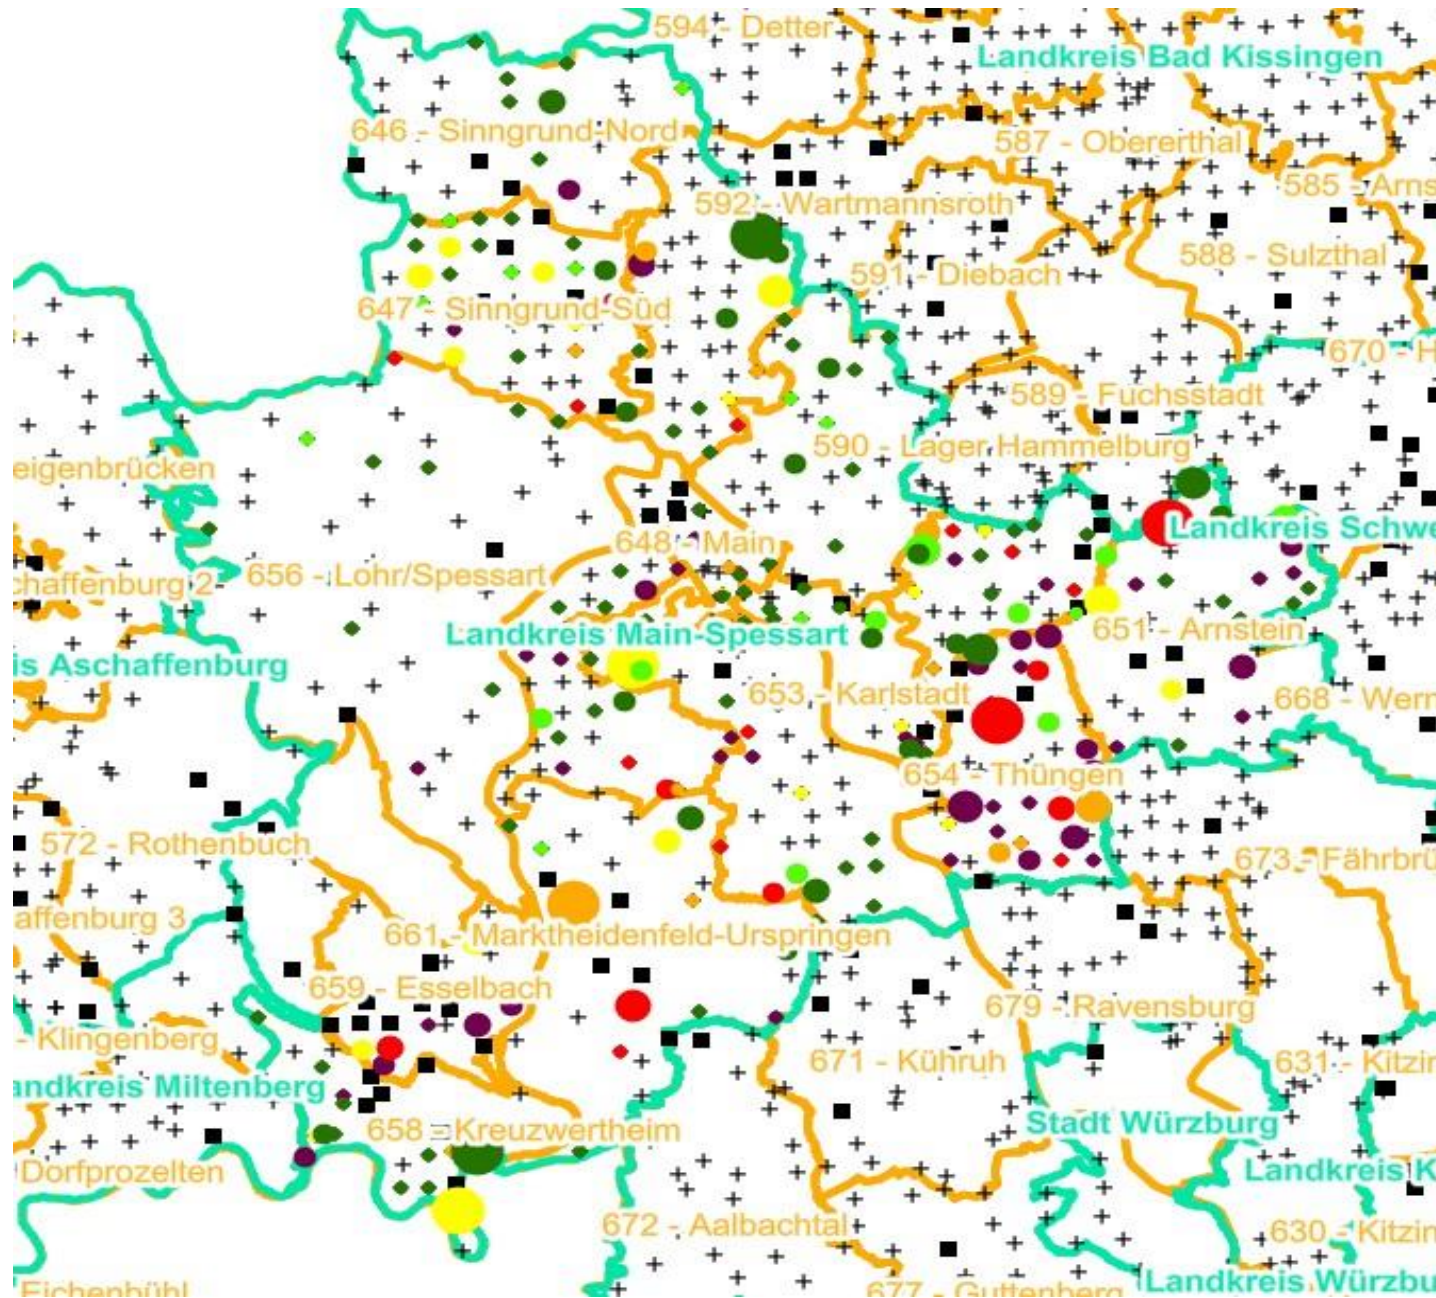 594 - Detter
Landkreis Bad Kissingen
646 - Sinngrund-Nord
587 - Oberерthal
585 - Arns
592 - Wartmannsroth
588 - Sulzthal
591 - Diebach
647 - Sinngrund-Süd
670 - H
589 - Fuchsstadt
590 - Lager Hammelburg
eigenbrücken
Landkreis Schwe
648 - Main
656 - Lohr/Spessart
chaffenburg 2
651 - Arnstein
Landkreis Main-Spessart
is Aschaffenburg
653 - Karlstadt
668 - Wern
654 - Thüngen
572 - Rothenbuch
673 - Fährbrü
affenburg 3
661 - Marktheidenfeld-Urspringen
659 - Esselbach
679 - Ravensburg
- Klingenberg
671 - Kühruh
631 - Kitzin
andkreis Miltenberg
Stadt Würzburg
658 - Kreuzwertheim
Dorfprozelten
Landkreis K
672 - Aalbachtal
630 - Kitzin
Eichenbühl
677 - Guttenberg
Landkreis Würzbu